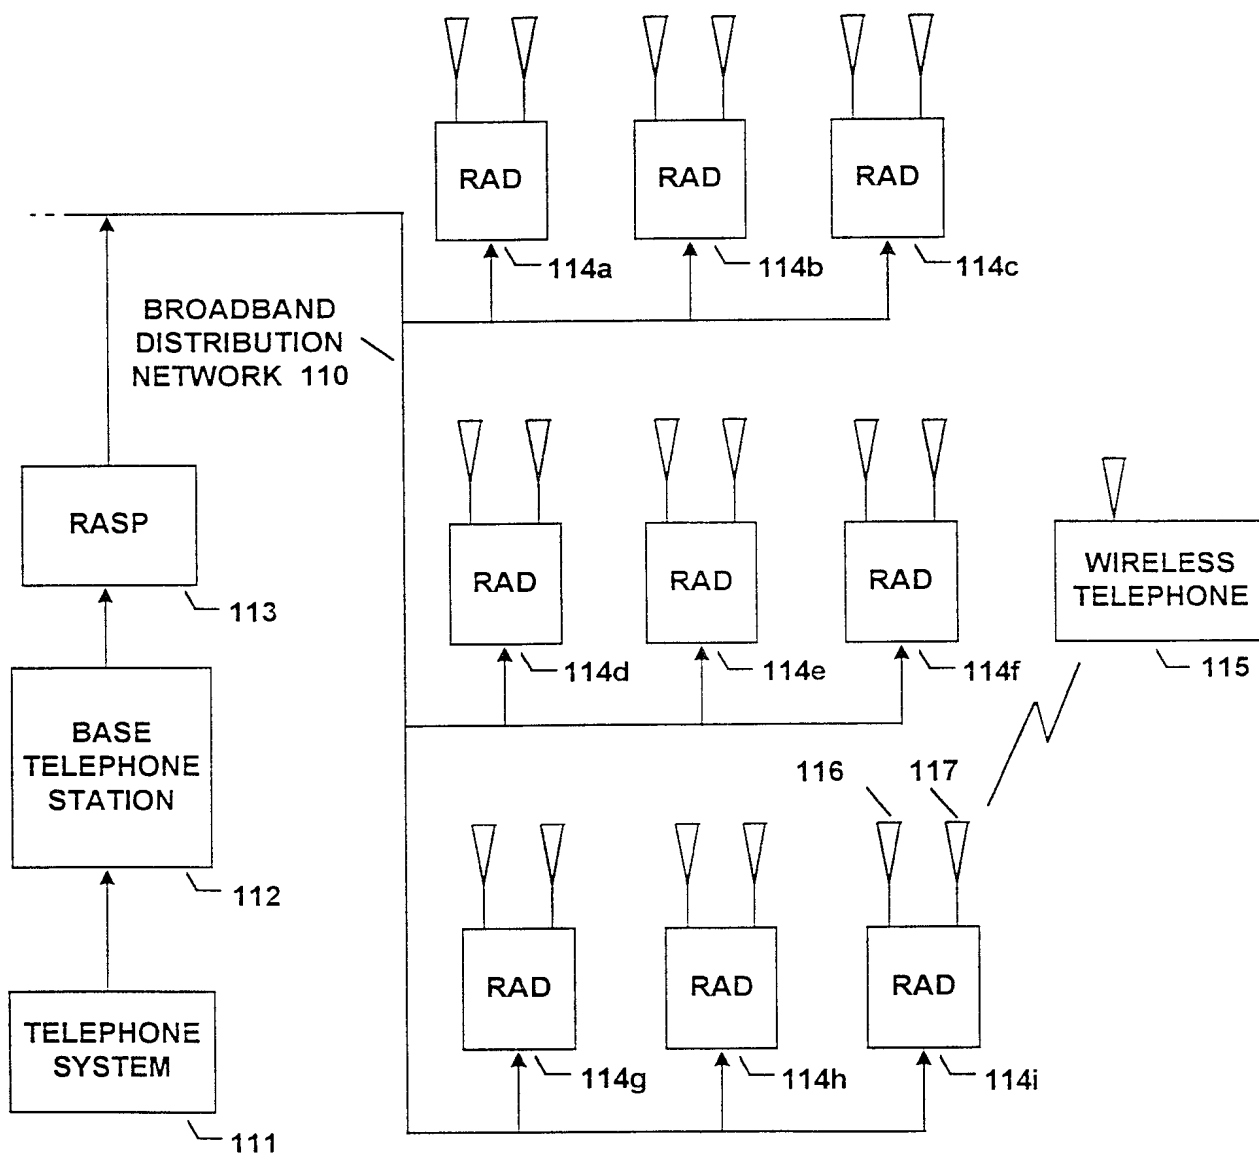 RAD
RAD
RAD
114a
114b
114c
BROADBAND
DISTRIBUTION
NETWORK 110
RASP
113
RAD
RAD
RAD
114d
114e
114f
WIRELESS
TELEPHONE
115
BASE
TELEPHONE
STATION
112
116
117
RAD
RAD
RAD
114g
114h
114i
TELEPHONE
SYSTEM
111